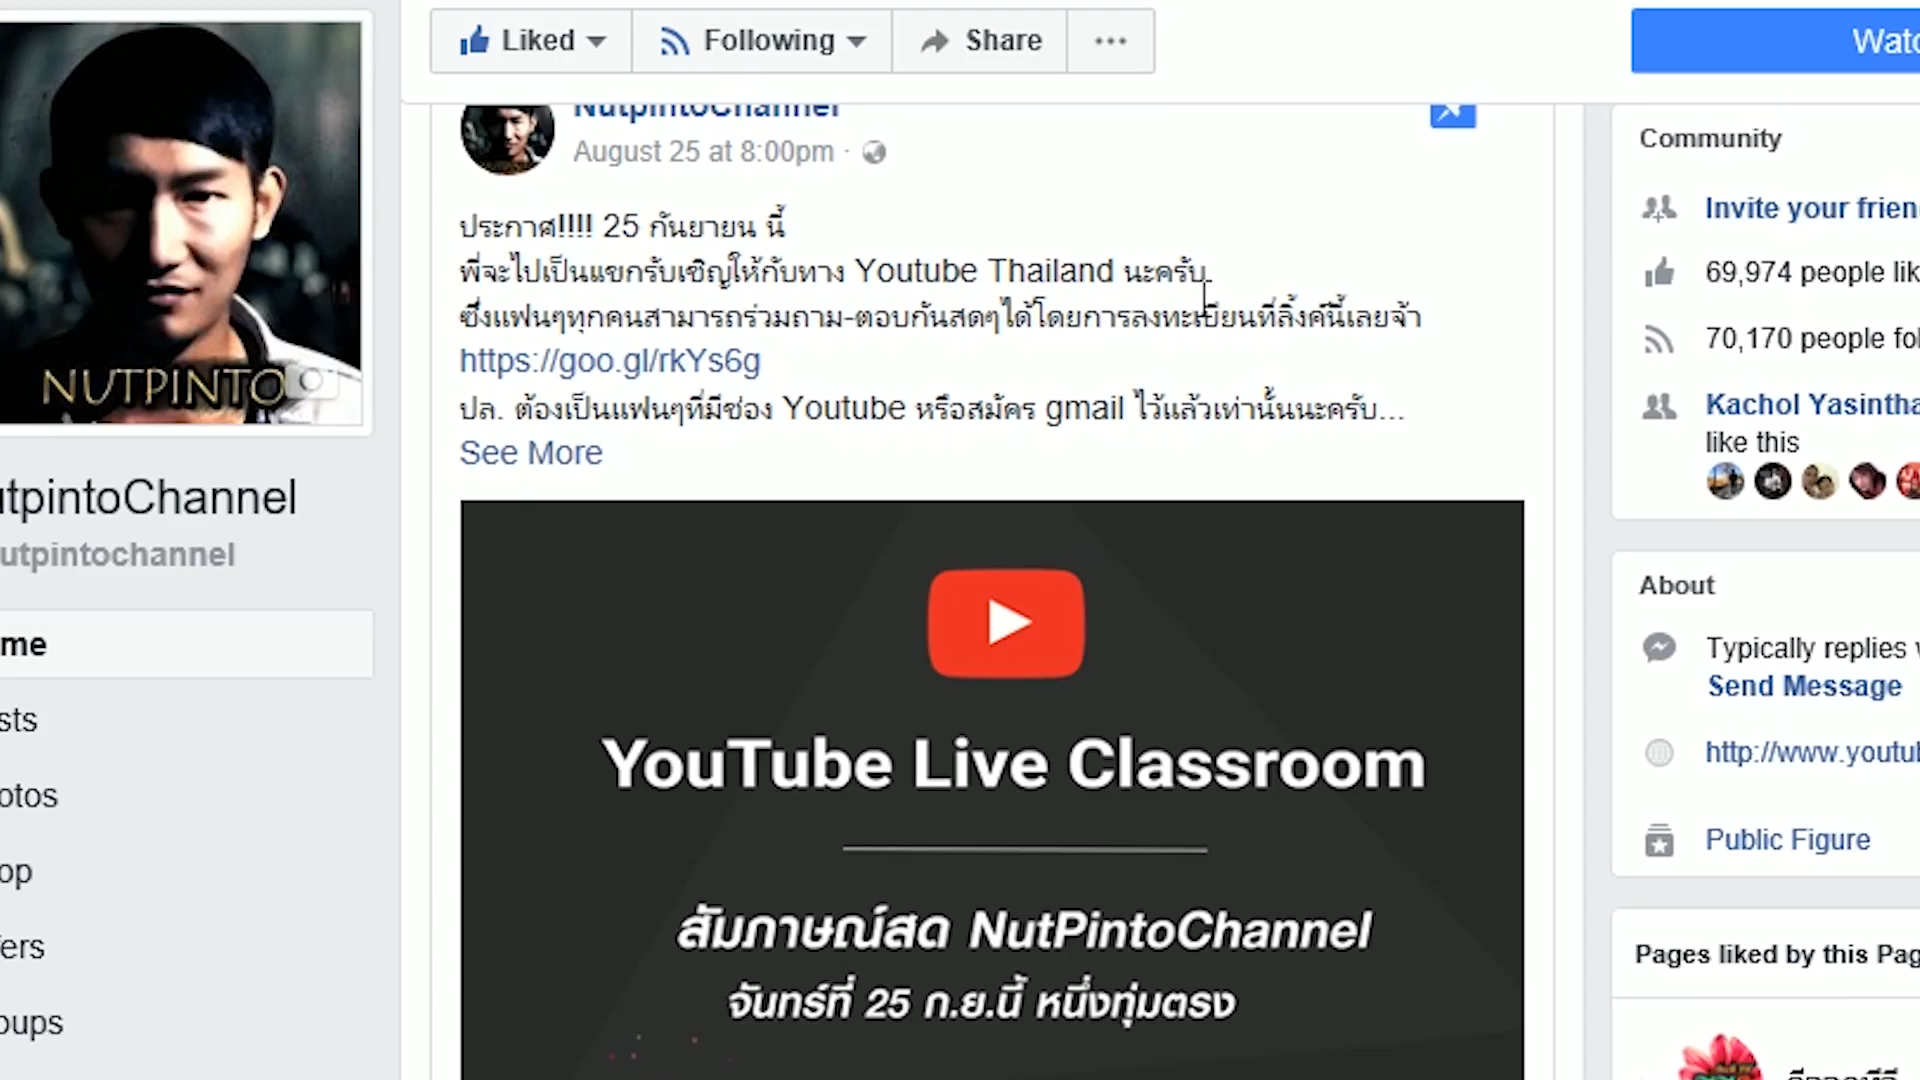 Liked
Following
Share
Watc
NUTPINTO
NutpintoChannel
August 25 at 8:00pm
ประกาศ!!!! 25 กันยายน นี้
พี่จะไปเป็นแขกรับเชิญให้กับทาง Youtube Thailand นะครับ
ซึ่งแฟนๆทุกคนสามารถร่วมถาม-ตอบกันสดๆได้โดยการลงทะเบียนที่ลิ้งค์นี้เลยจ้า
https://goo.gl/rkYs6g
ปล. ต้องเป็นแฟนๆที่มีช่อง Youtube หรือสมัคร gmail ไว้แล้วเท่านั้นนะครับ...
See More
YouTube Live Classroom
สัมภาษณ์สด NutPintoChannel
จันทร์ที่ 25 ก.ย.นี้ หนึ่งทุ่มตรง
utpintoChannel
utpintochannel
me
sts
otos
op
fers
oups
Community
Invite your frien
69,974 people lik
70,170 people fol
Kachol Yasintha
like this
About
Typically replies
Send Message
http://www.youtub
Public Figure
Pages liked by this Pag